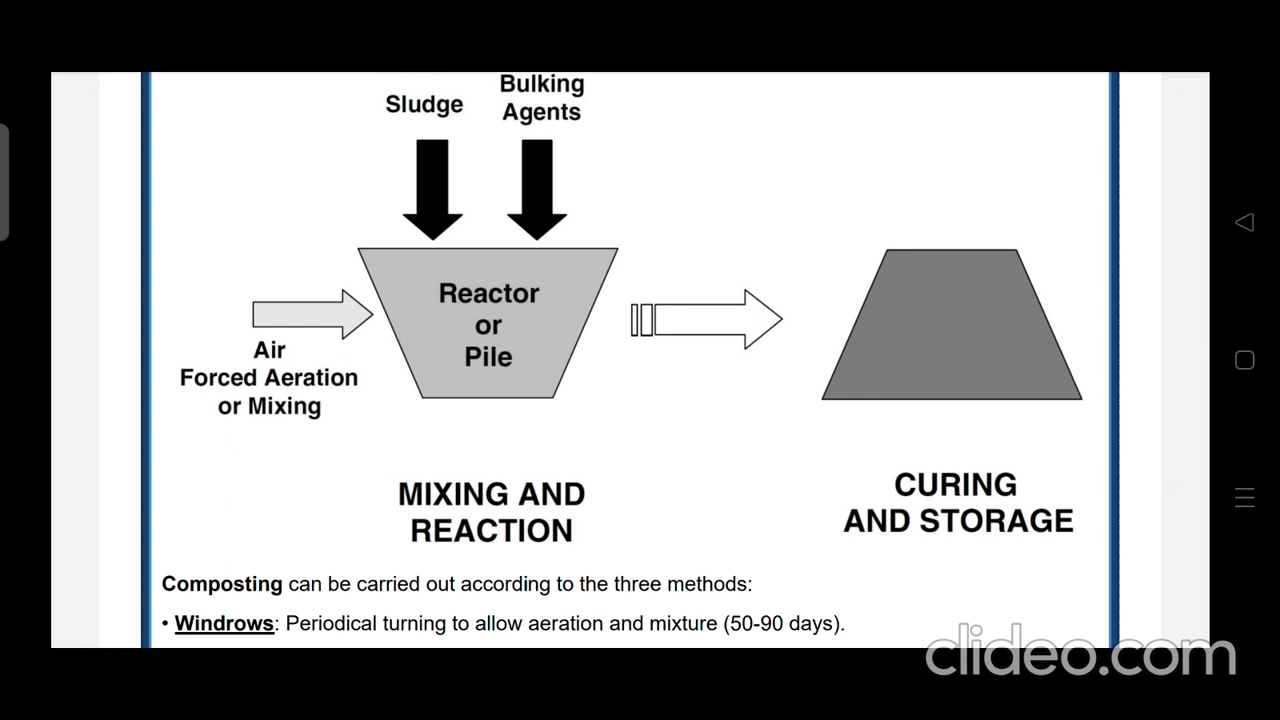 Sludge
Bulking
Agents
Reactor
or
Pile
Air
Forced Aeration
or Mixing
MIXING AND
REACTION
CURING
AND STORAGE
Composting can be carried out according to the three methods:
• Windrows: Periodical turning to allow aeration and mixture (50-90 days).
clideo.com